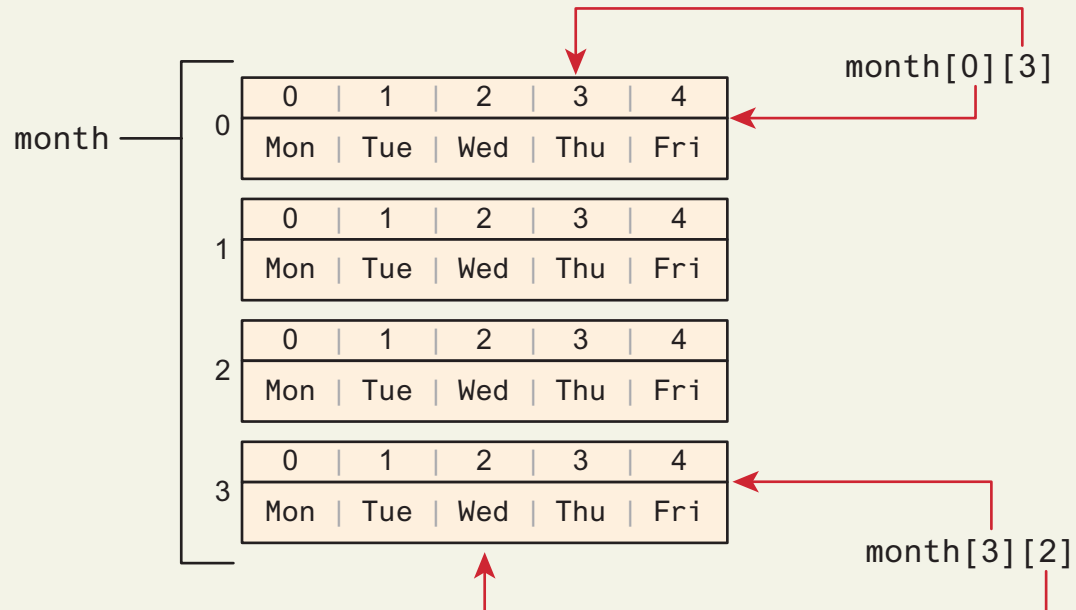 month[0][3]
month
0
0 | 1 | 2 | 3 | 4
Mon | Tue | Wed | Thu | Fri
1
0 | 1 | 2 | 3 | 4
Mon | Tue | Wed | Thu | Fri
2
0 | 1 | 2 | 3 | 4
Mon | Tue | Wed | Thu | Fri
3
0 | 1 | 2 | 3 | 4
Mon | Tue | Wed | Thu | Fri
month[3][2]